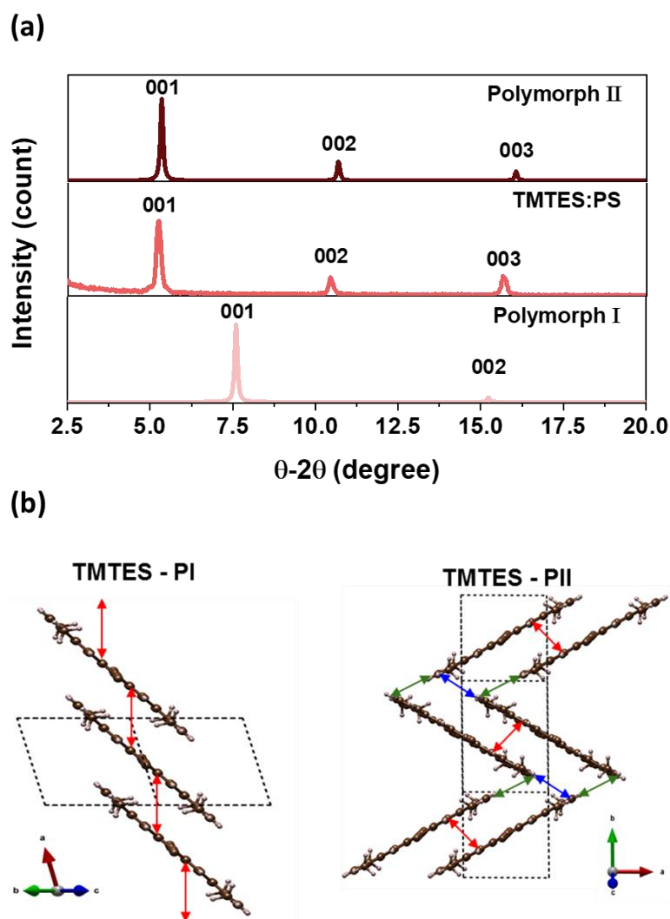 (a)
001
Polymorph II
002
003
001
TMTES:PS
002
003
001
Polymorph I
002
Intensity (count)
2.5 5.0 7.5 10.0 12.5 15.0 17.5 20.0
θ-2θ (degree)
(b)
TMTES - PI
TMTES - PII
a
b
c
b
a
c